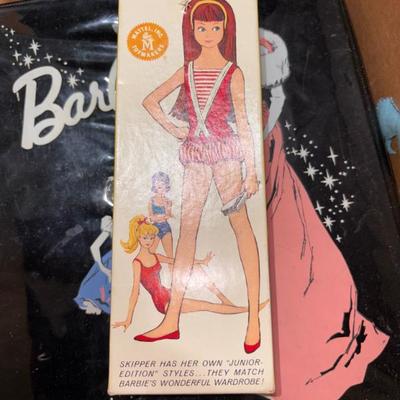 MATTEL, INC.
M
TOYMAKERS
Barb
SKIPPER HAS HER OWN "JUNIOR-
EDITION" STYLES...THEY MATCH
BARBIE'S WONDERFUL WARDROBE!